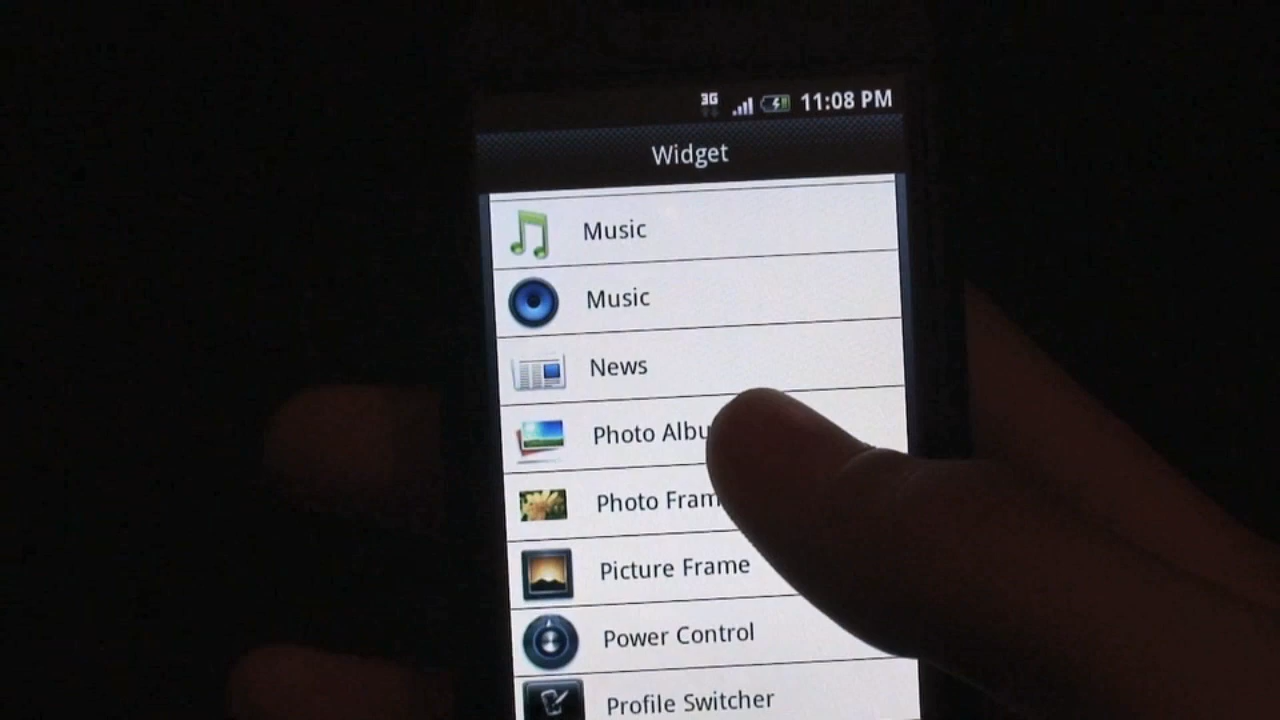 3G 11:08 PM
Widget
Music
Music
News
Photo Albu
Photo Fram
Picture Frame
Power Control
Profile Switcher